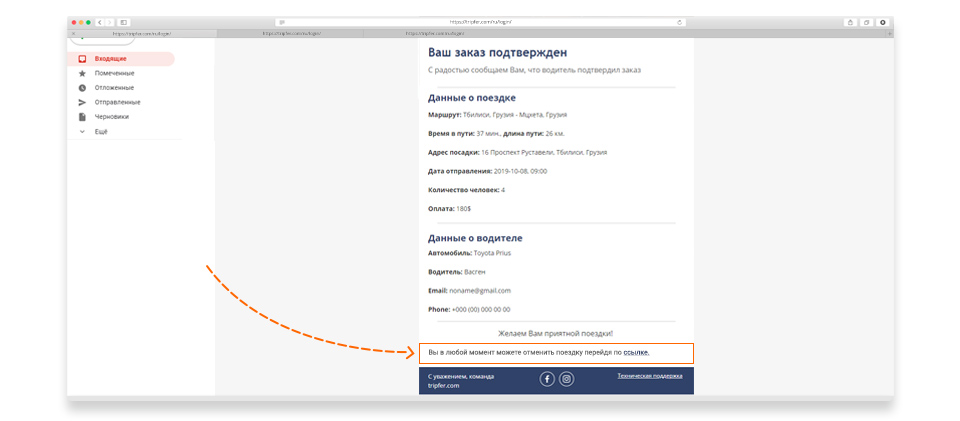 https://tripfer.com/ru/login/
https://tripfer.com/ru/login/
https://tripfer.com/ru/login/
https://tripfer.com/ru/login/
Входящие
Помеченные
Отложенные
Отправленные
Черновики
Ещё
Ваш заказ подтвержден
С радостью сообщаем Вам, что водитель подтвердил заказ
Данные о поездке
Маршрут: Тбилиси, Грузия - Мцхета, Грузия
Время в пути: 37 мин., длина пути: 26 км.
Адрес посадки: 16 Проспект Руставели, Тбилиси, Грузия
Дата отправления: 2019-10-08, 09:00
Количество человек: 4
Оплата: 180$
Данные о водителе
Автомобиль: Toyota Prius
Водитель: Васген
Email: noname@gmail.com
Phone: +000 (00) 000 00 00
Желаем Вам приятной поездки!
Вы в любой момент можете отменить поездку перейдя по ссылке.
С уважением, команда
tripfer.com
Техническая поддержка